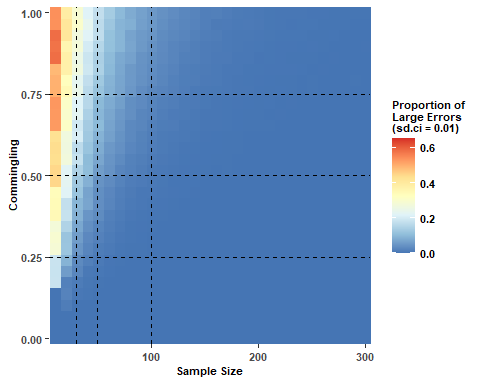 1.00
0.75
0.50
0.25
0.00
Commingling
100
200
300
Sample Size
Proportion of
Large Errors
(sd.ci = 0.01)
0.6
0.4
0.2
0.0